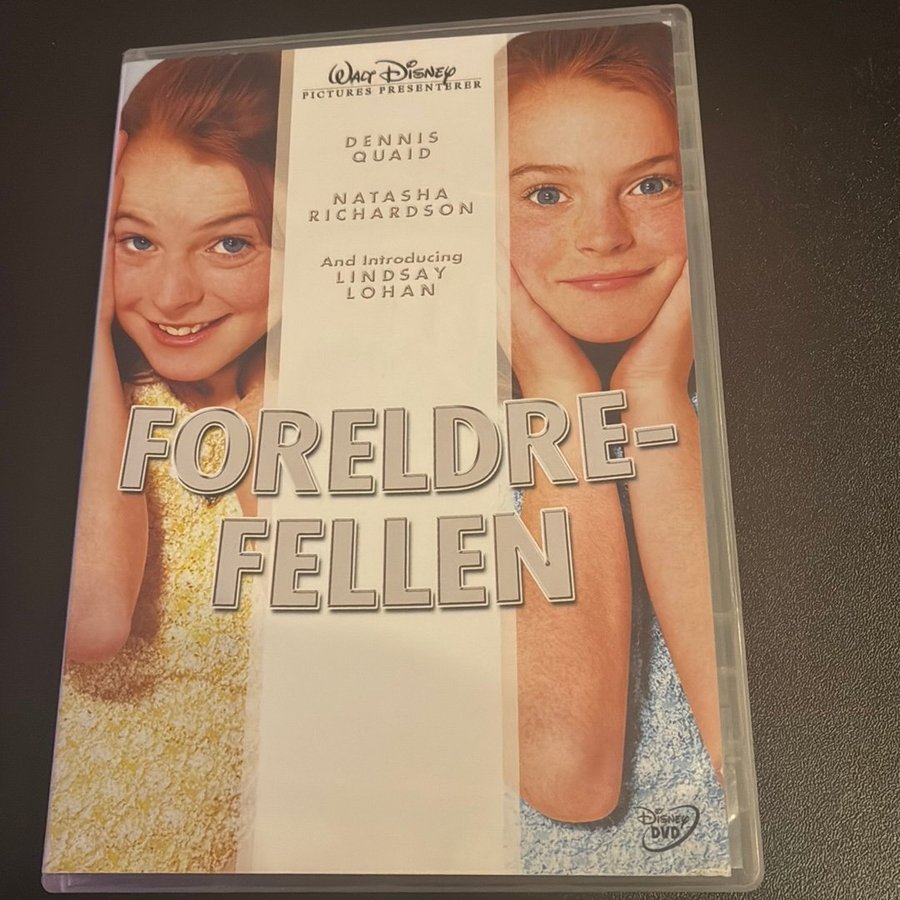 Walt Disney
PICTURES PRESENTERER
DENNIS
QUAID
NATASHA
RICHARDSON
And Introducing
LINDSAY
LOHAN
FORELDRE-
FELLEN
Disney
DVD